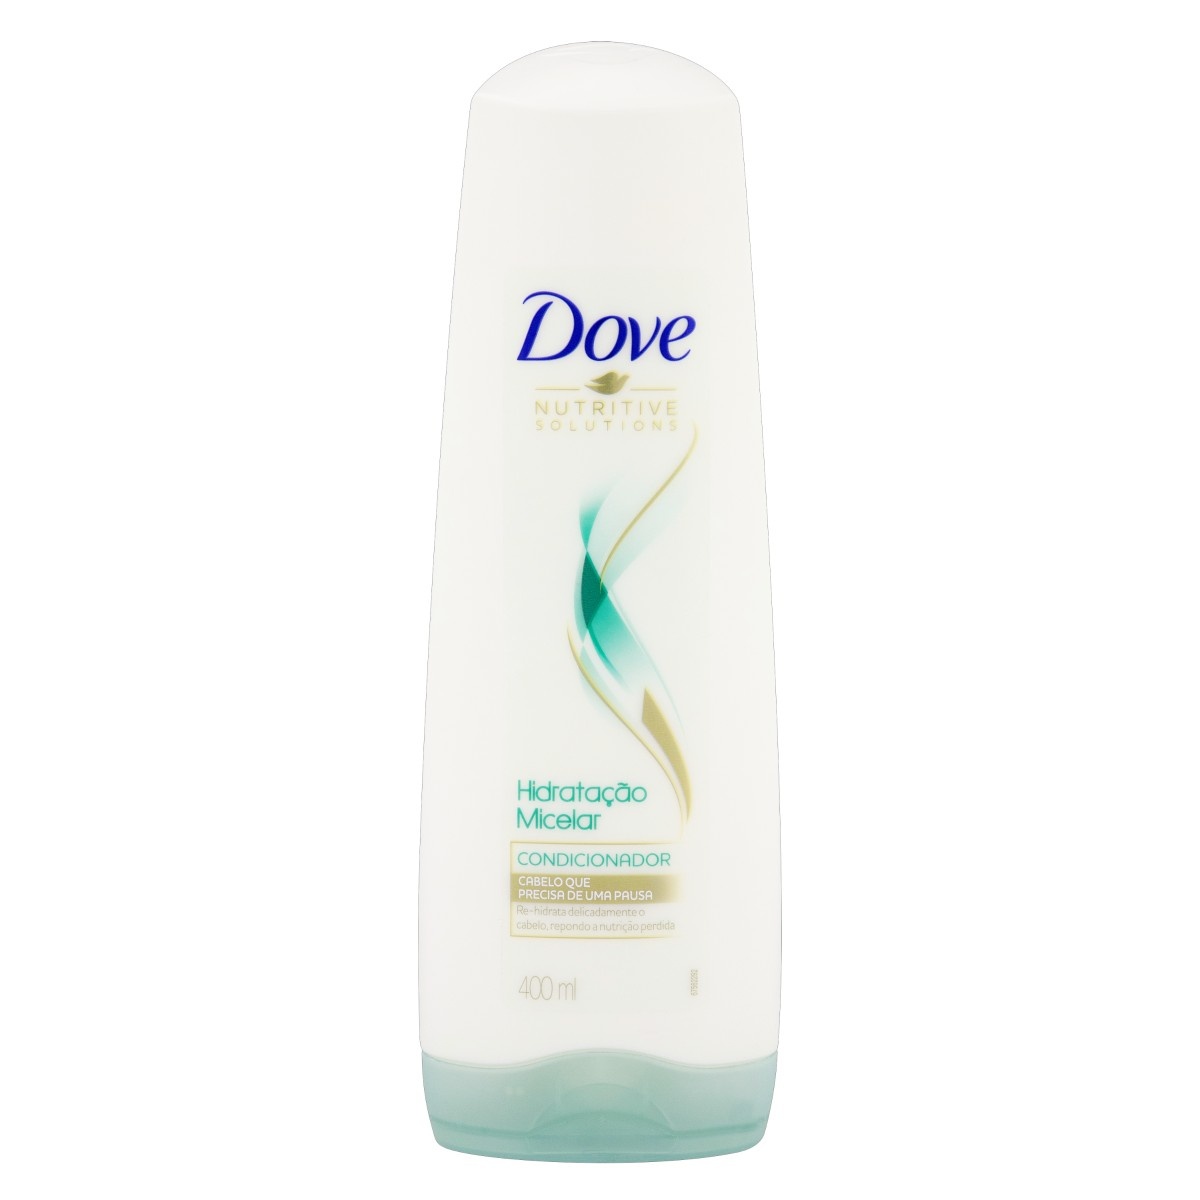 Dove
NUTRITIVE
SOLUTIONS
Hidratação
Micelar
CONDICIONADOR
CABELO QUE
PRECISA DE UMA PAUSA
Re-hidrata delicadamente o
cabelo, repondo a nutrição perdida
400 ml